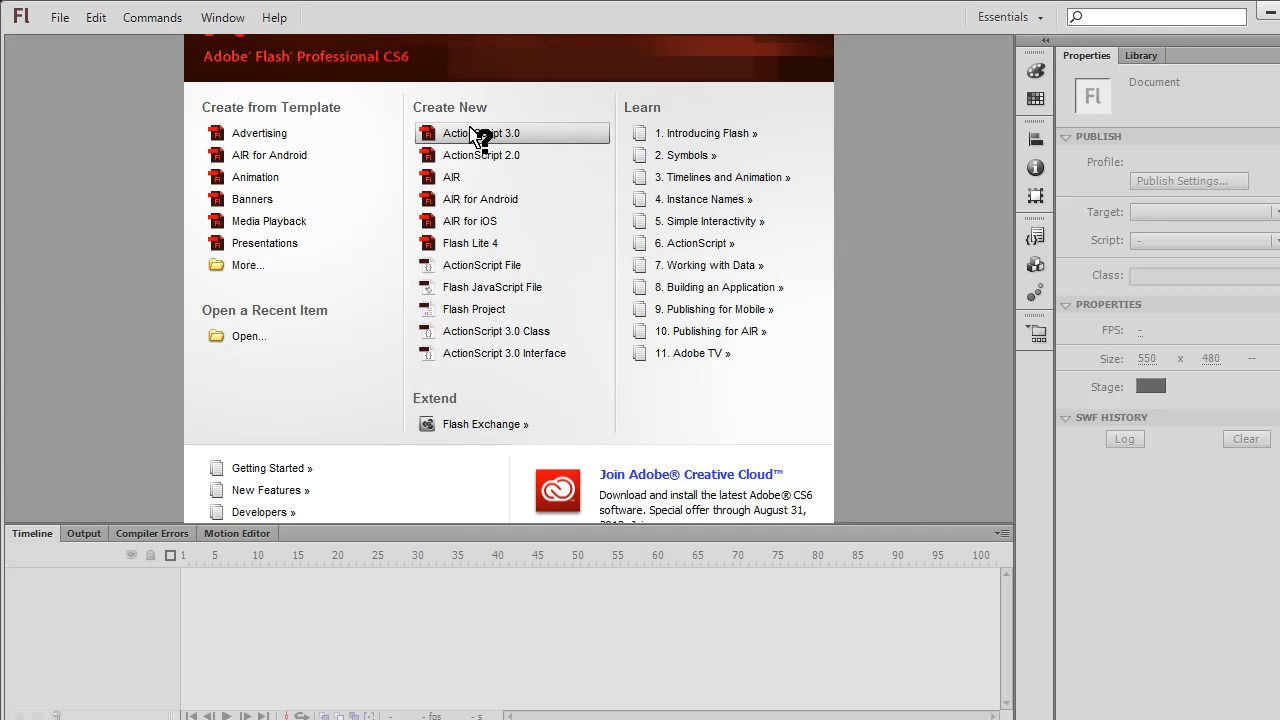 Fl File Edit Commands Window Help Essentials
Adobe® Flash® Professional CS6
Create from Template
Advertising
AIR for Android
Animation
Banners
Media Playback
Presentations
More...
Open a Recent Item
Open...
Create New
ActionScript 3.0
ActionScript 2.0
AIR
AIR for Android
AIR for iOS
Flash Lite 4
ActionScript File
Flash JavaScript File
Flash Project
ActionScript 3.0 Class
ActionScript 3.0 Interface
Extend
Flash Exchange »
Learn
1. Introducing Flash »
2. Symbols »
3. Timelines and Animation »
4. Instance Names »
5. Simple Interactivity »
6. ActionScript »
7. Working with Data »
8. Building an Application »
9. Publishing for Mobile »
10. Publishing for AIR »
11. Adobe TV »
Getting Started »
New Features »
Developers »
Join Adobe® Creative Cloud™
Download and install the latest Adobe® CS6
software. Special offer through August 31,
Properties Library
Fl Document
PUBLISH
Profile:
Publish Settings...
Target:
Script: -
Class:
PROPERTIES
FPS: -
Size: 550 x 480 --
Stage:
SWF HISTORY
Log Clear
Timeline Output Compiler Errors Motion Editor
1 5 10 15 20 25 30 35 40 45 50 55 60 65 70 75 80 85 90 95 100
- - fps - s